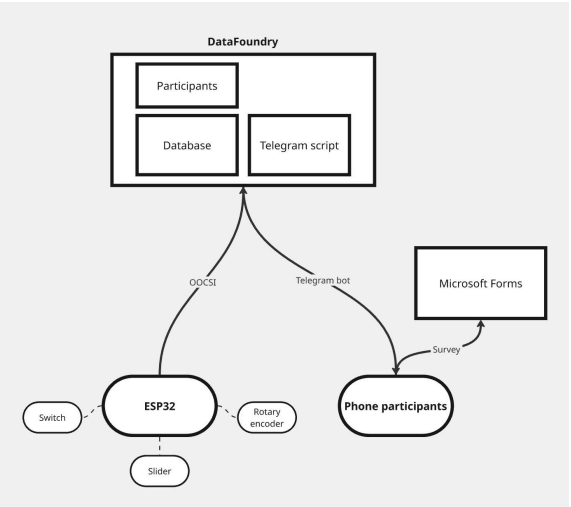 DataFoundry
Participants
Database
Telegram script
OOCSI
Telegram bot
Microsoft Forms
Survey
ESP32
Phone participants
Switch
Rotary
encoder
Slider